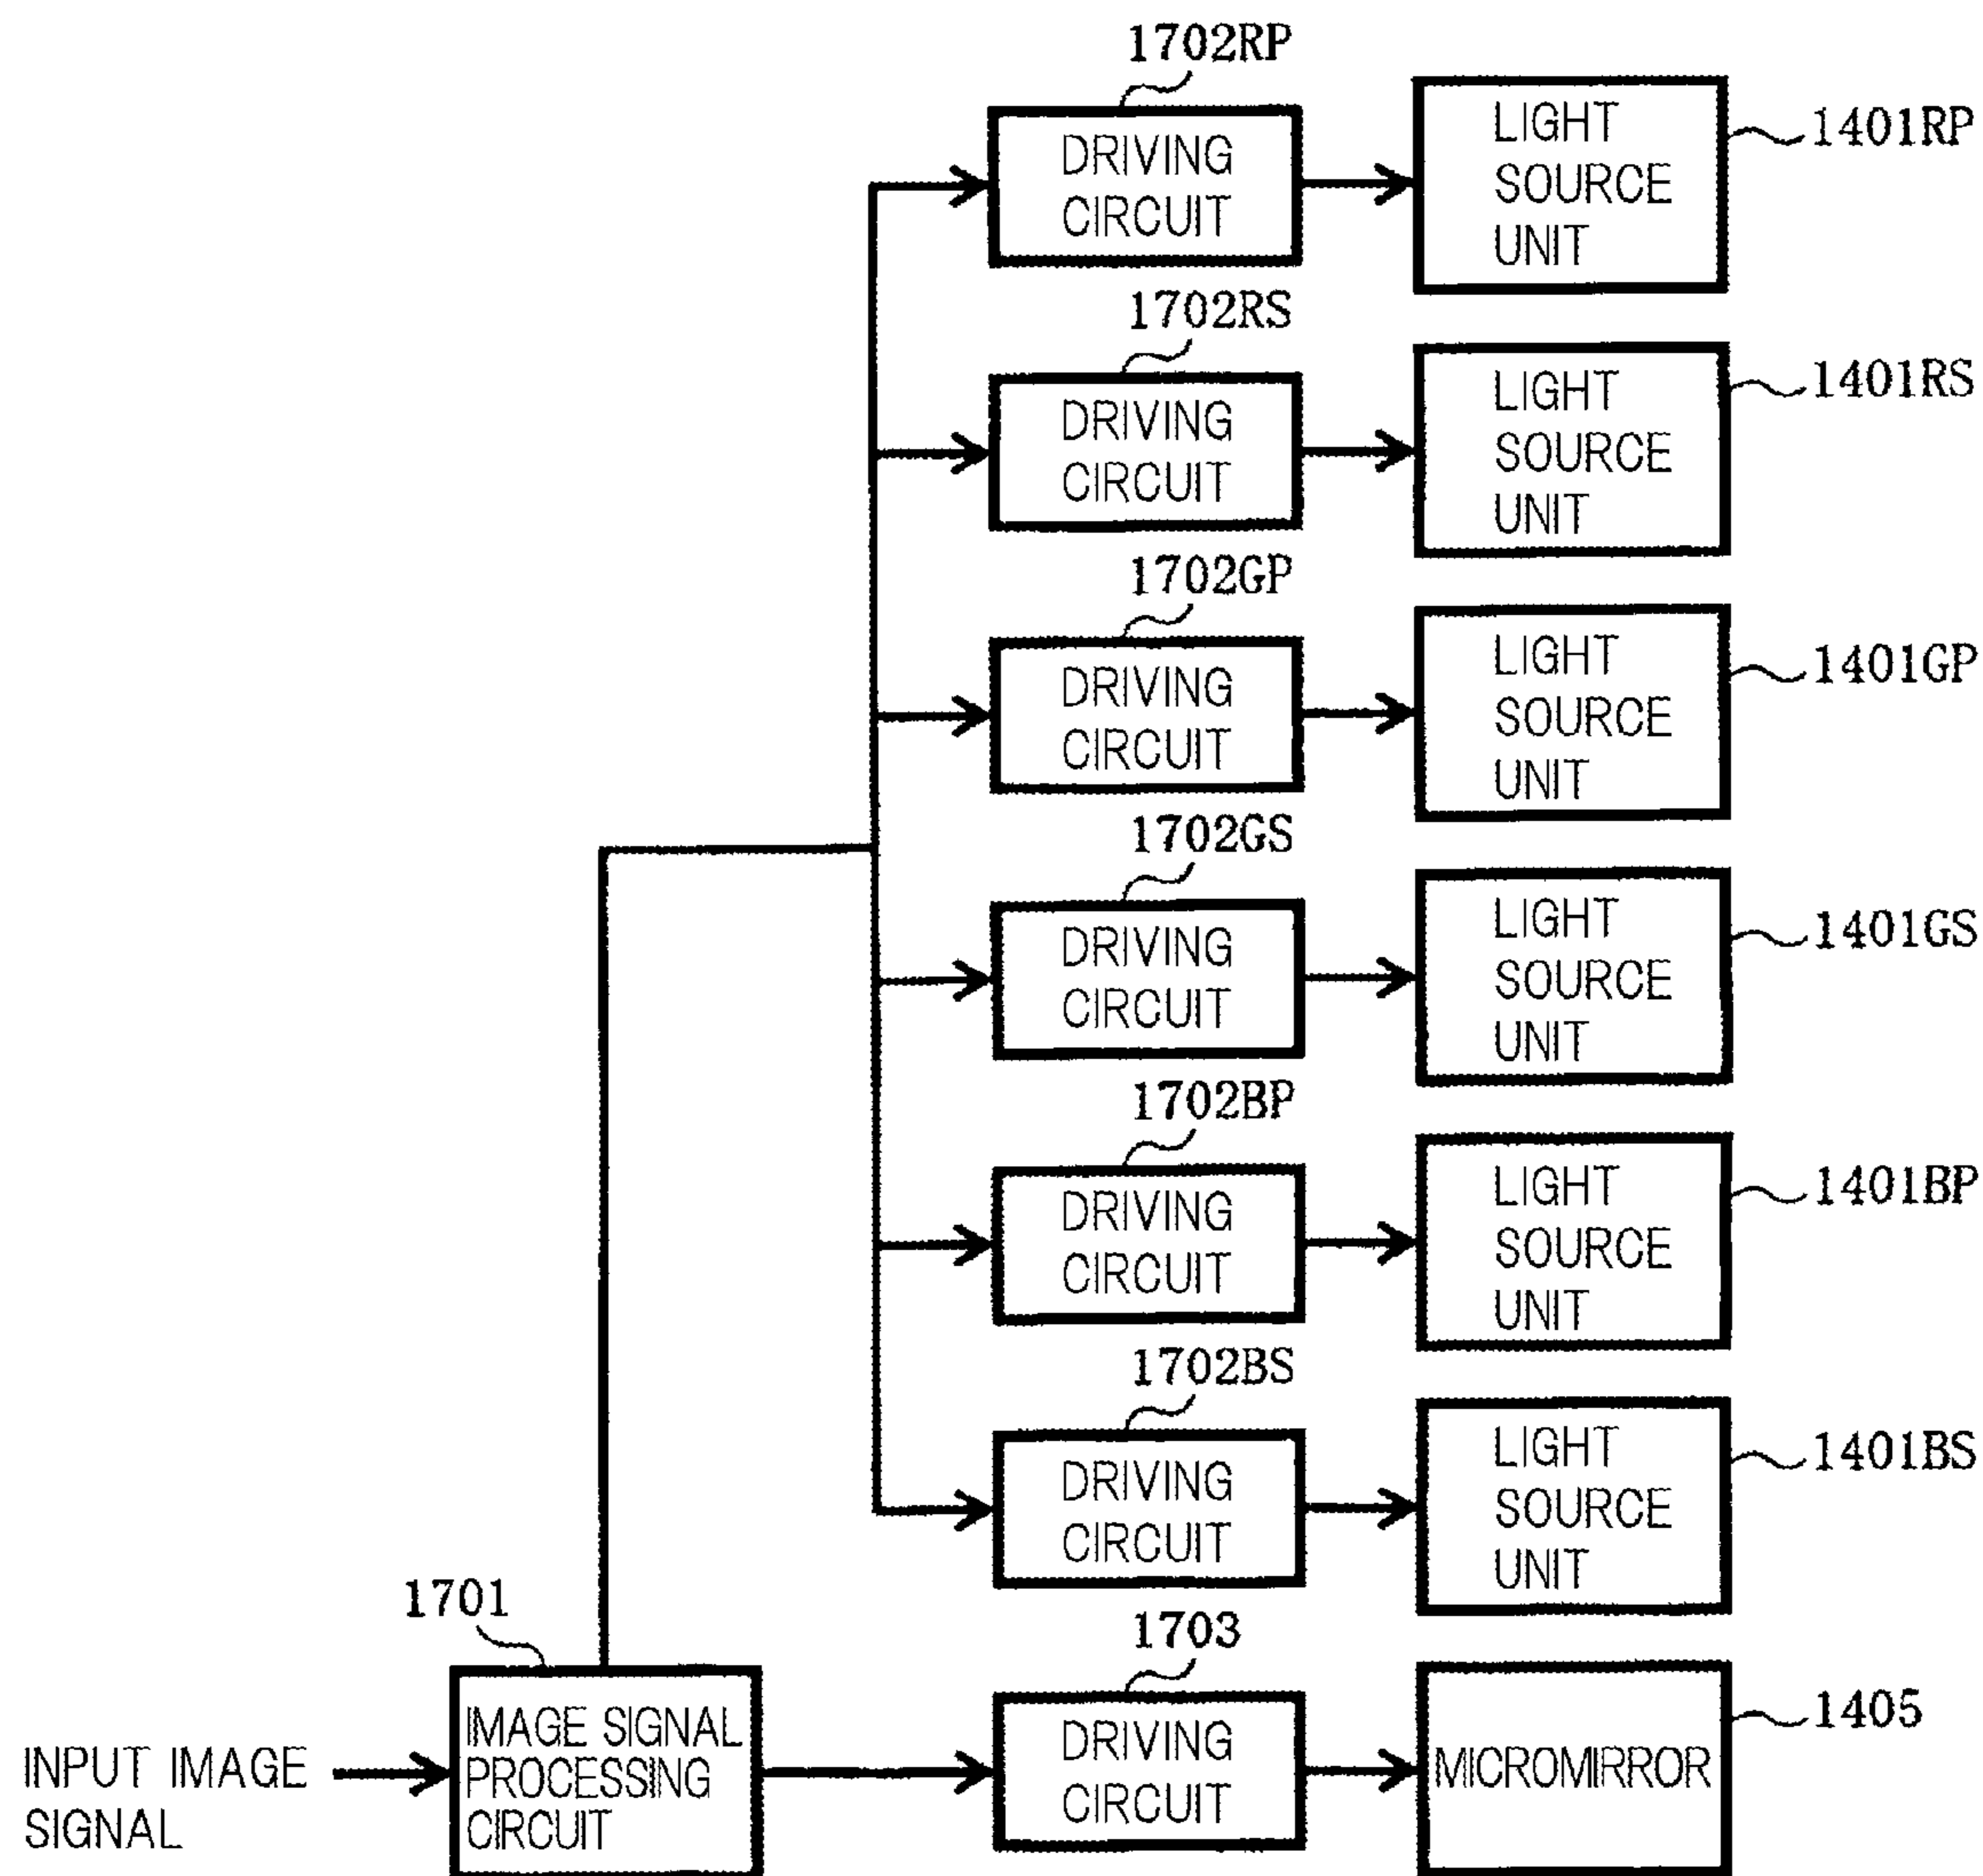 1702RP
DRIVING
CIRCUIT
LIGHT
SOURCE
UNIT
1401RP
1702RS
DRIVING
CIRCUIT
LIGHT
SOURCE
UNIT
1401RS
1702GP
DRIVING
CIRCUIT
LIGHT
SOURCE
UNIT
1401GP
1702GS
DRIVING
CIRCUIT
LIGHT
SOURCE
UNIT
1401GS
1702BP
DRIVING
CIRCUIT
LIGHT
SOURCE
UNIT
1401BP
1702BS
DRIVING
CIRCUIT
LIGHT
SOURCE
UNIT
1401BS
INPUT IMAGE
SIGNAL
1701
IMAGE SIGNAL
PROCESSING
CIRCUIT
1703
DRIVING
CIRCUIT
MICROMIRROR
1405